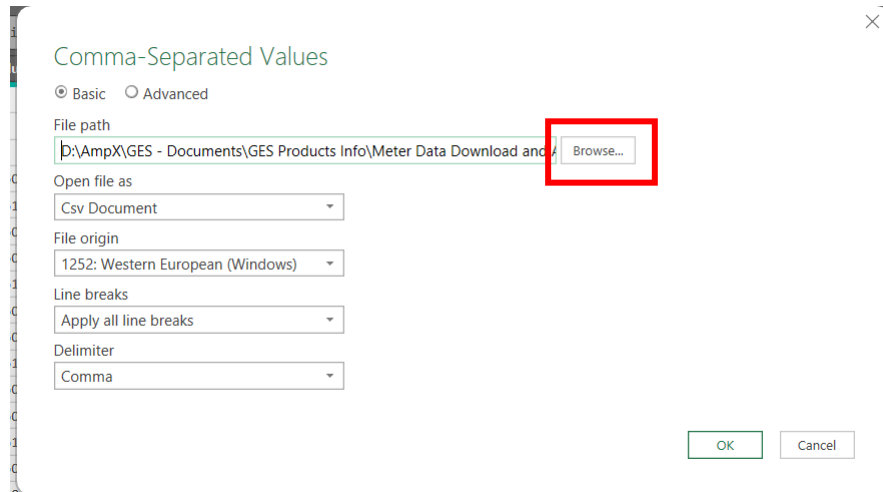 Comma-Separated Values
Basic Advanced
File path
D:\AmpX\GES - Documents\GES Products Info\Meter Data Download and Browse...
Open file as
Csv Document
File origin
1252: Western European (Windows)
Line breaks
Apply all line breaks
Delimiter
Comma
OK Cancel